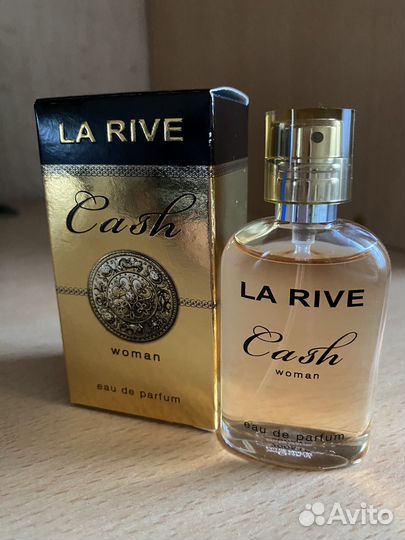 LA RIVE
Cash
woman
eau de parfum
LA RIVE
Cash
woman
eau de parfum
Avito